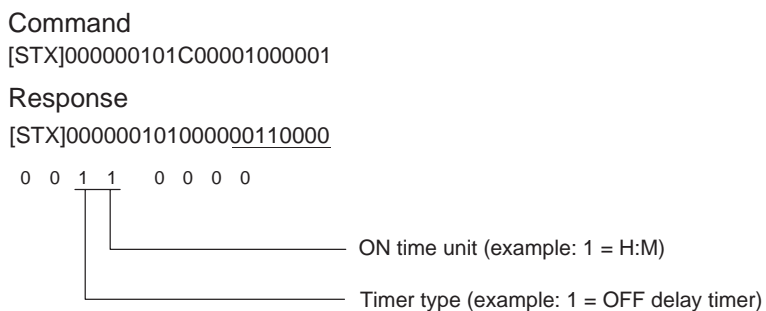 Command
[STX]000000101C00001000001
Response
[STX]000000101000000110000
0 0 1 1 0 0 0 0
ON time unit (example: 1 = H:M)
Timer type (example: 1 = OFF delay timer)